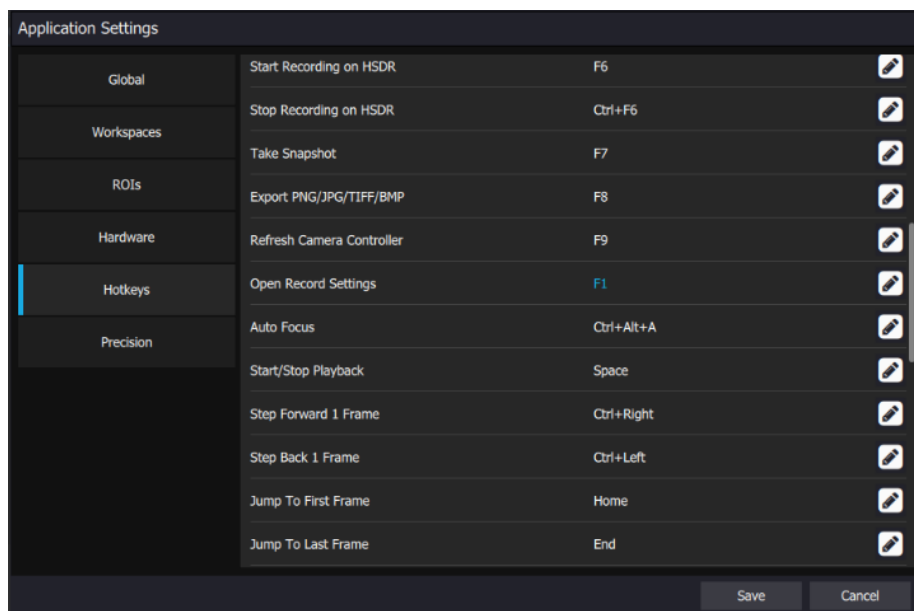 Application Settings
Global
Workspaces
ROIs
Hardware
Hotkeys
Precision
Start Recording on HSDR F6
Stop Recording on HSDR Ctrl+F6
Take Snapshot F7
Export PNG/JPG/TIFF/BMP F8
Refresh Camera Controller F9
Open Record Settings F1
Auto Focus Ctrl+Alt+A
Start/Stop Playback Space
Step Forward 1 Frame Ctrl+Right
Step Back 1 Frame Ctrl+Left
Jump To First Frame Home
Jump To Last Frame End
Save Cancel